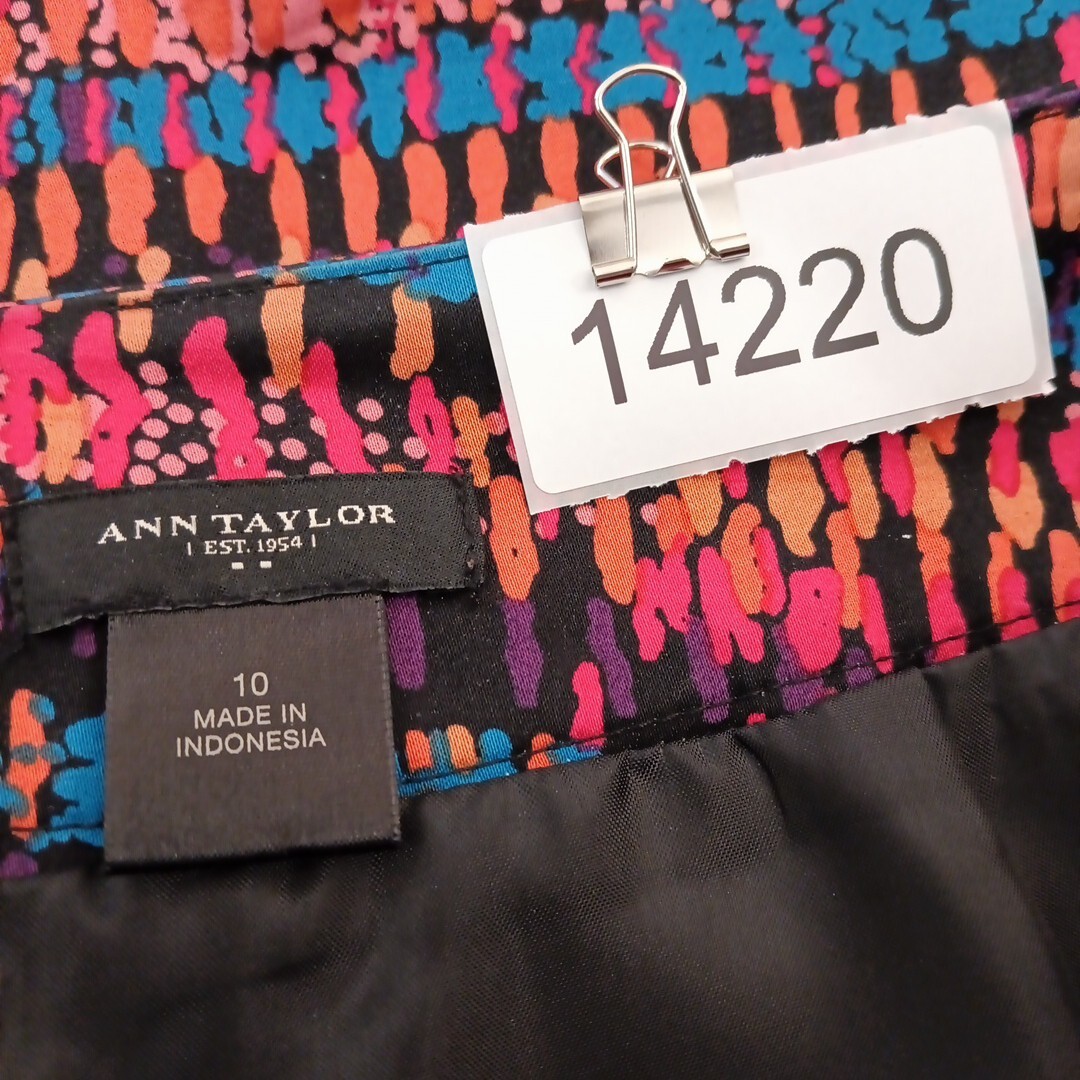 14220
ANN TAYLOR
EST. 1954
10
MADE IN
INDONESIA